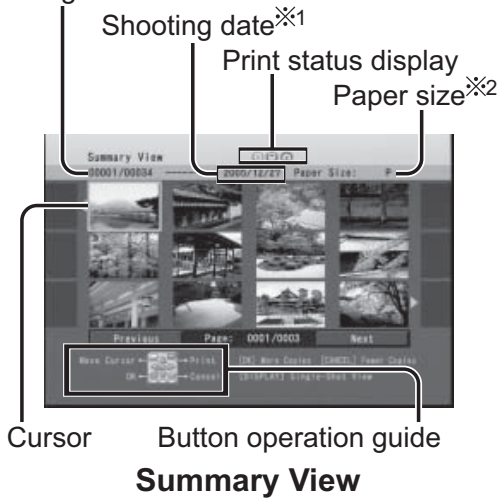 Shooting date※1
Print status display
Paper size※2
Summary View
00001/00034 2005/12/27 Paper Size: P
Previous Page: 0001/0003 Next
Move Cursor Print [OK] More Copies [CANCEL] Fewer Copies
OK Cancel [DISPLAY] Single-Shot View
Cursor
Button operation guide
Summary View